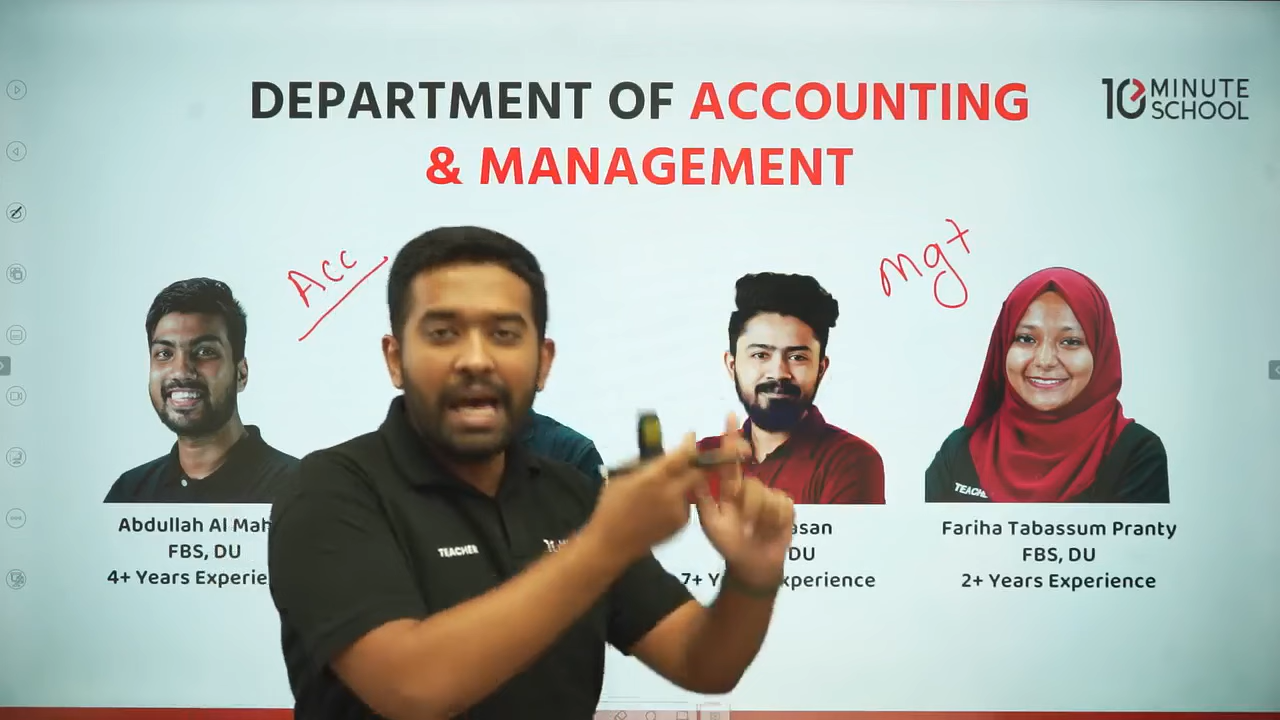 DEPARTMENT OF ACCOUNTING
& MANAGEMENT
10 MINUTE
SCHOOL
Acc
Mgt
Abdullah Al Mah
FBS, DU
4+ Years Experie
asan
DU
7+ Y xperience
Fariha Tabassum Pranty
FBS, DU
2+ Years Experience
TEACHER